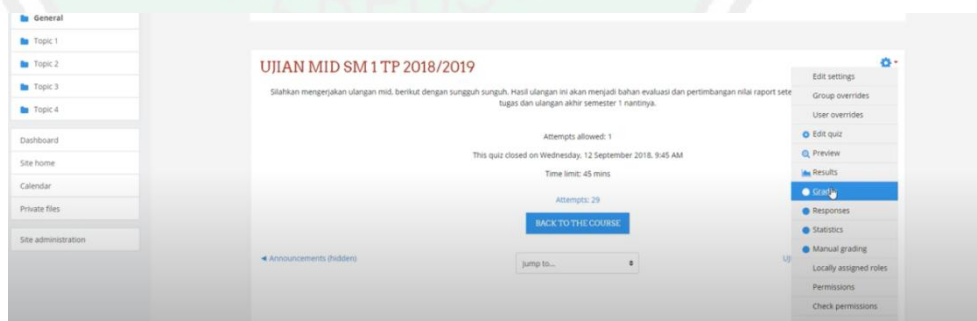 General
Topic 1
Topic 2
Topic 3
Topic 4
Dashboard
Site home
Calendar
Private files
Site administration
UJIAN MID SM 1 TP 2018/2019
Silahkan mengerjakan ulangan mid, berikut dengan sungguh sunguh. Hasil ulangan ini akan menjadi bahan evaluasi dan pertimbangan nilai raport sete
tugas dan ulangan akhir semester 1 nantinya.
Attempts allowed: 1
This quiz closed on Wednesday, 12 September 2018, 9:45 AM
Time limit: 45 mins
Attempts: 29
BACK TO THE COURSE
◄ Announcements (hidden)
Jump to...
Edit settings
Group overrides
User overrides
Edit quiz
Preview
Results
Responses
Statistics
Manual grading
Locally assigned roles
Permissions
Check permissions